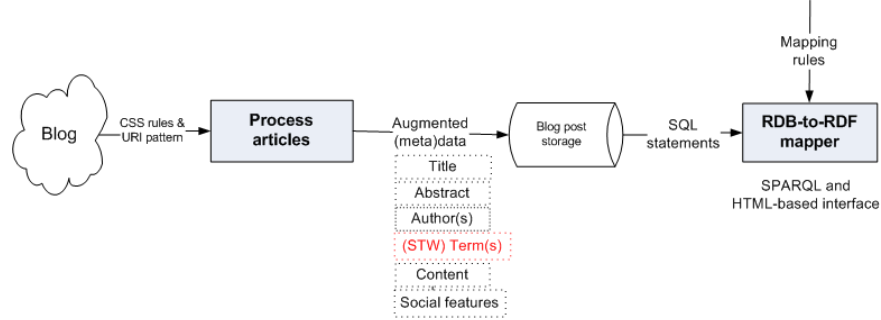 Mapping
rules
Blog
CSS rules &
URI pattern
Process
articles
Augmented
(meta)data
Blog post
storage
SQL
statements
RDB-to-RDF
mapper
Title
Abstract
Author(s)
(STW) Term(s)
Content
Social features
SPARQL and
HTML-based interface